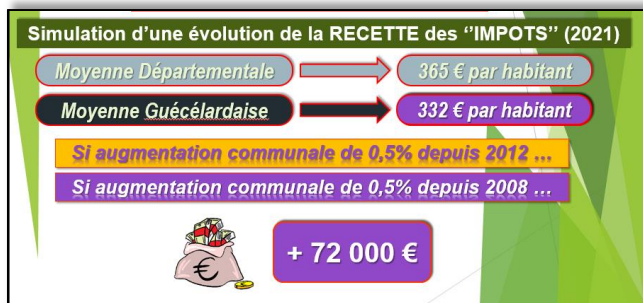 Simulation d'une évolution de la RECETTE des ‘‘IMPOTS’’ (2021)
Moyenne Départementale
365 € par habitant
Moyenne Guécélardaise
332 € par habitant
Si augmentation communale de 0,5% depuis 2012 ...
Si augmentation communale de 0,5% depuis 2008 ...
€
+ 72 000 €